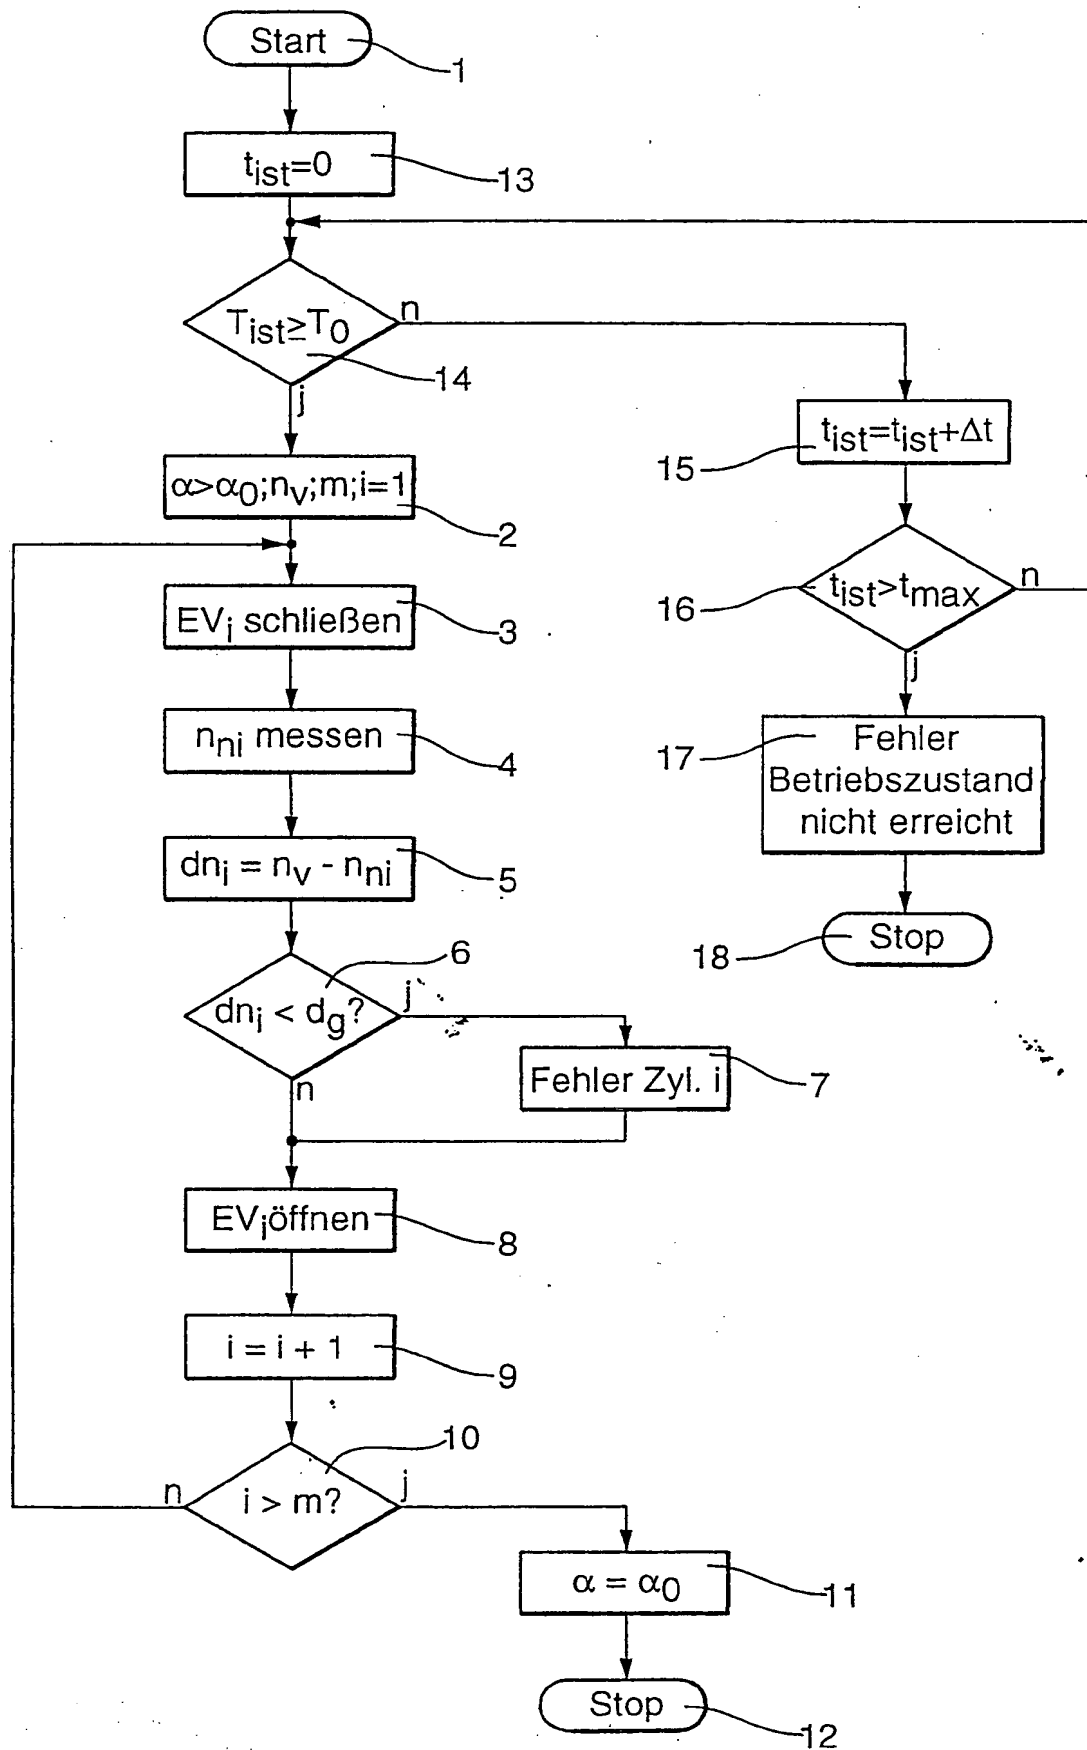 Start
1
t_ist=0
13
T_ist≥T_0
n
14
j
t_ist=t_ist+Δt
15
α>α_0;n_v;m;i=1
2
t_ist>t_max
n
16
j
EV_i schließen
3
n_ni messen
4
Fehler
Betriebszustand
nicht erreicht
17
dn_i = n_v - n_ni
5
Stop
18
6
dn_i < d_g?
j
n
Fehler Zyl. i
7
EV_i öffnen
8
i = i + 1
9
10
n
i > m?
j
α = α_0
11
Stop
12